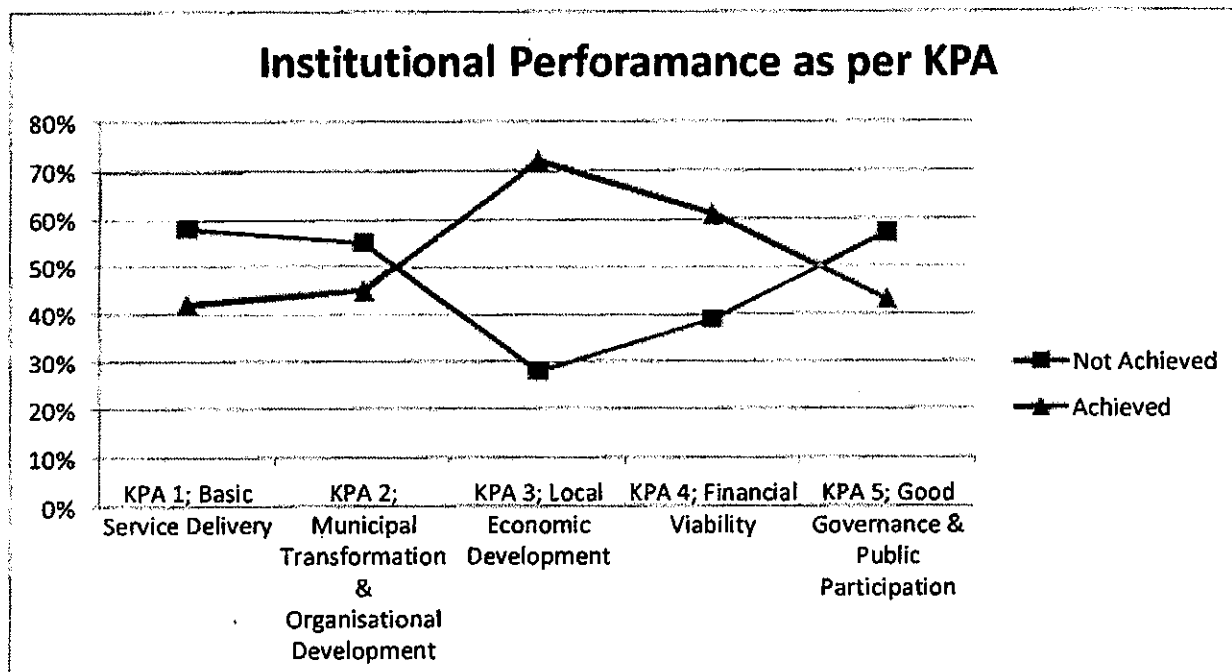 Institutional Perforamance as per KPA
80%
70%
60%
50%
40%
30%
20%
10%
0%
KPA 1; Basic
Service Delivery
KPA 2;
Municipal
Transformation
&
Organisational
Development
KPA 3; Local
Economic
Development
KPA 4; Financial
Viability
KPA 5; Good
Governance &
Public
Participation
Not Achieved
Achieved